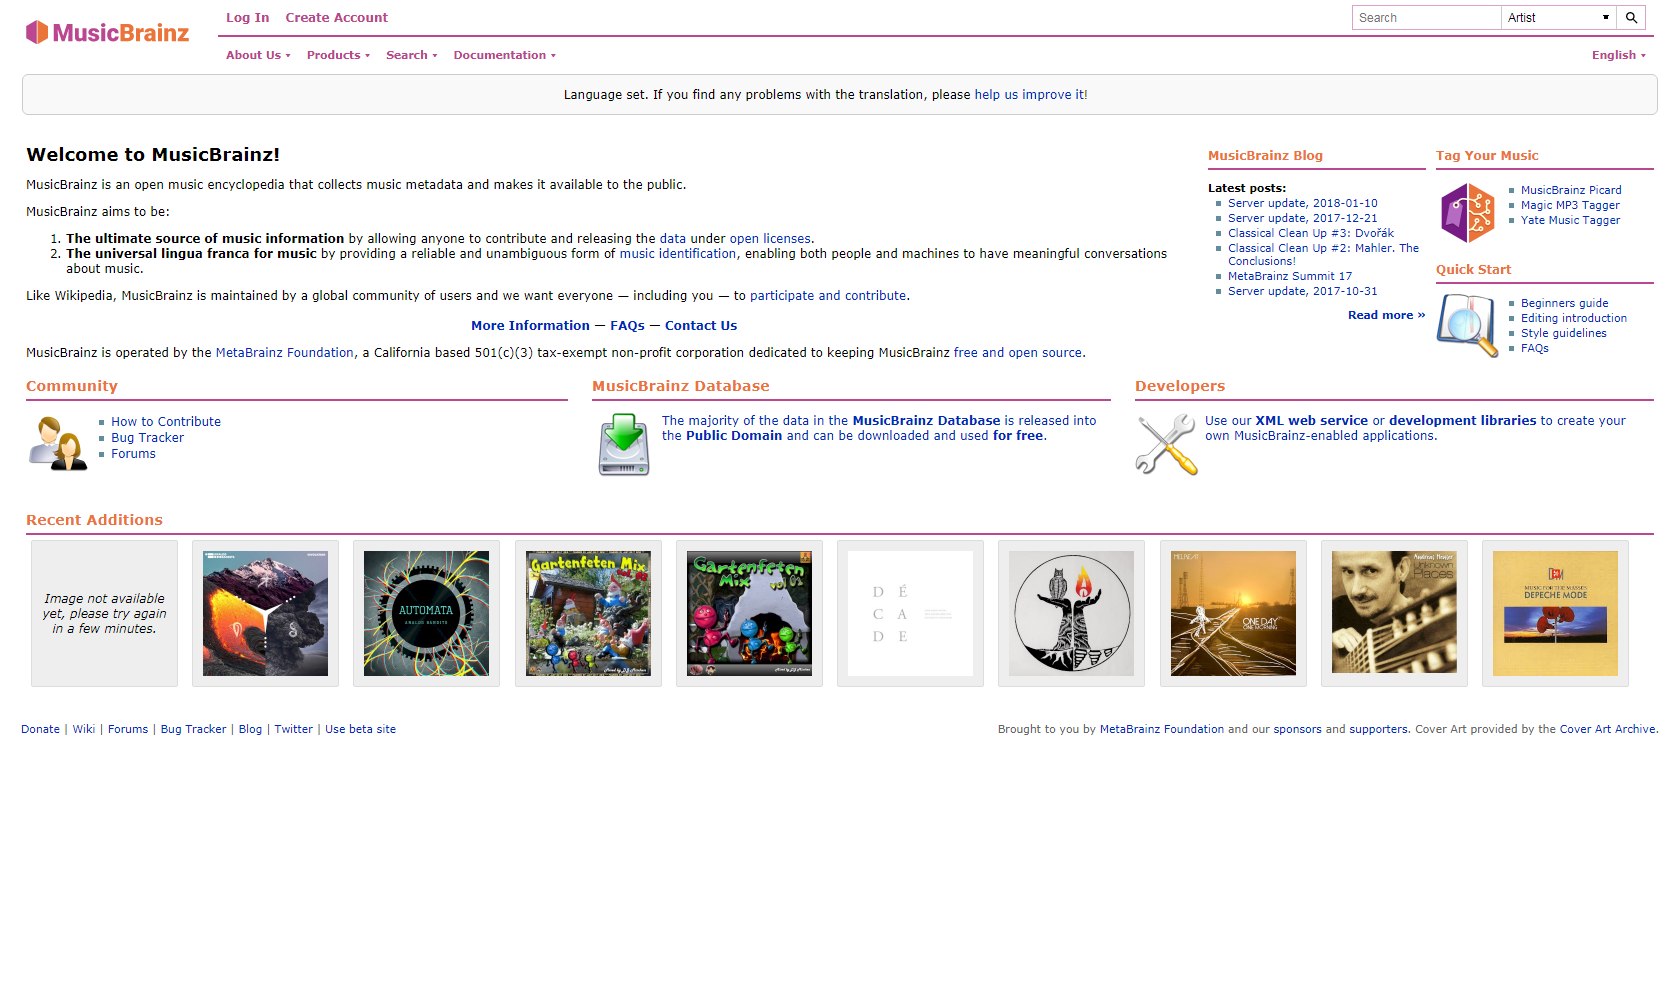 MusicBrainz
Log In Create Account
Search Artist
About Us Products Search Documentation
English
Language set. If you find any problems with the translation, please help us improve it!
Welcome to MusicBrainz!
MusicBrainz is an open music encyclopedia that collects music metadata and makes it available to the public.
MusicBrainz aims to be:
1. The ultimate source of music information by allowing anyone to contribute and releasing the data under open licenses.
2. The universal lingua franca for music by providing a reliable and unambiguous form of music identification, enabling both people and machines to have meaningful conversations
about music.
Like Wikipedia, MusicBrainz is maintained by a global community of users and we want everyone — including you — to participate and contribute.
More Information — FAQs — Contact Us
MusicBrainz is operated by the MetaBrainz Foundation, a California based 501(c)(3) tax-exempt non-profit corporation dedicated to keeping MusicBrainz free and open source.
MusicBrainz Blog
Latest posts:
Server update, 2018-01-10
Server update, 2017-12-21
Classical Clean Up #3: Dvořák
Classical Clean Up #2: Mahler. The
Conclusions!
MetaBrainz Summit 17
Server update, 2017-10-31
Read more »
Tag Your Music
MusicBrainz Picard
Magic MP3 Tagger
Yate Music Tagger
Quick Start
Beginners guide
Editing introduction
Style guidelines
FAQs
Community
How to Contribute
Bug Tracker
Forums
MusicBrainz Database
The majority of the data in the MusicBrainz Database is released into
the Public Domain and can be downloaded and used for free.
Developers
Use our XML web service or development libraries to create your
own MusicBrainz-enabled applications.
Recent Additions
Image not available
yet, please try again
in a few minutes.
AUTOMATA
ANALOG BANDITS
Gartenfeten Mix
Gartenfeten
Mix vol 01
D É
C A
D E
ONE DAY
ONE MORNING
Unknown
Places
MUSIC FOR THE MASSES
DEPECHE MODE
Donate | Wiki | Forums | Bug Tracker | Blog | Twitter | Use beta site
Brought to you by MetaBrainz Foundation and our sponsors and supporters. Cover Art provided by the Cover Art Archive.